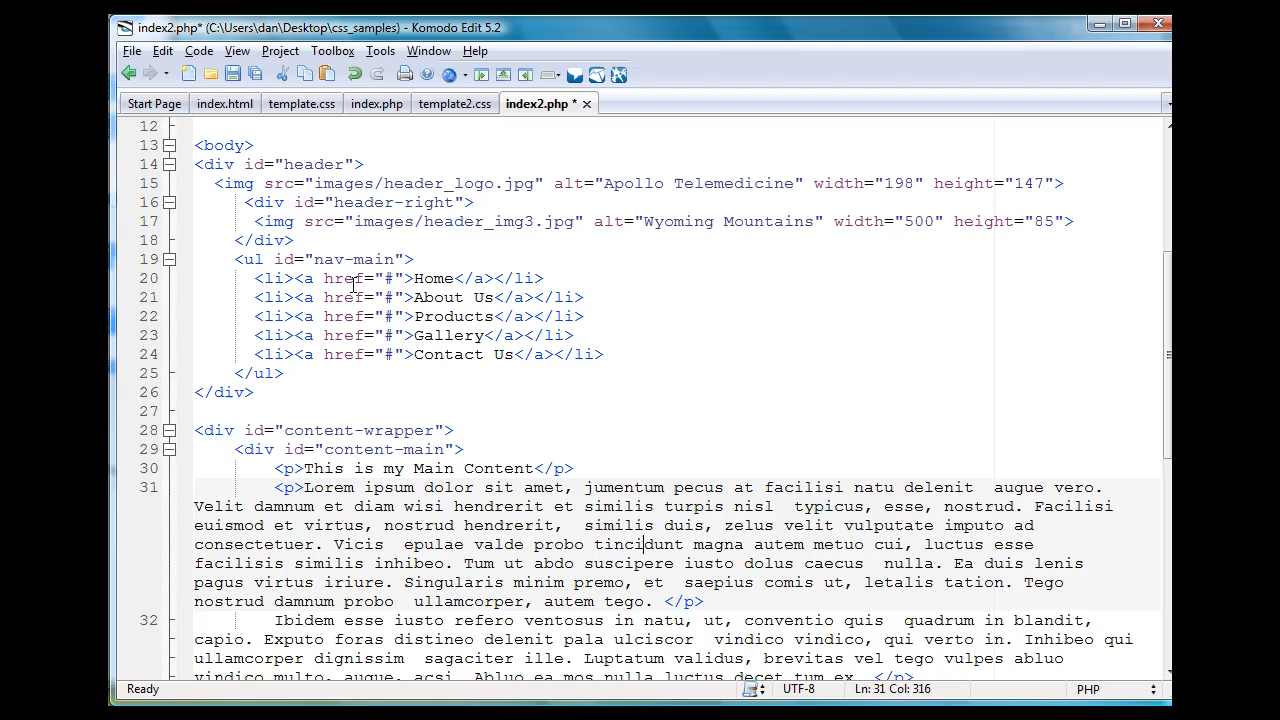 index2.php* (C:\Users\dan\Desktop\css_samples) - Komodo Edit 5.2
File Edit Code View Project Toolbox Tools Window Help
Start Page index.html template.css index.php template2.css index2.php *
12
13 <body>
14 <div id="header">
15 <img src="images/header_logo.jpg" alt="Apollo Telemedicine" width="198" height="147">
16 <div id="header-right">
17 <img src="images/header_img3.jpg" alt="Wyoming Mountains" width="500" height="85">
18 </div>
19 <ul id="nav-main">
20 <li><a href="#">Home</a></li>
21 <li><a href="#">About Us</a></li>
22 <li><a href="#">Products</a></li>
23 <li><a href="#">Gallery</a></li>
24 <li><a href="#">Contact Us</a></li>
25 </ul>
26 </div>
27
28 <div id="content-wrapper">
29 <div id="content-main">
30 <p>This is my Main Content</p>
31 <p>Lorem ipsum dolor sit amet, jumentum pecus at facilisi natu delenit  augue vero.
Velit damnum et diam wisi hendrerit et similis turpis nisl  typicus, esse, nostrud. Facilisi
euismod et virtus, nostrud hendrerit,  similis duis, zelus velit vulputate imputo ad
consectetuer. Vicis  epulae valde probo tincidunt magna autem metuo cui, luctus esse
facilisis similis inhibeo. Tum ut abdo suscipere iusto dolus caecus  nulla. Ea duis lenis
pagus virtus iriure. Singularis minim premo, et  saepius comis ut, letalis tation. Tego
nostrud damnum probo  ullamcorper, autem tego. </p>
32 Ibidem esse iusto refero ventosus in natu, ut, conventio quis  quadrum in blandit,
capio. Exputo foras distineo delenit pala ulciscor  vindico vindico, qui verto in. Inhibeo qui
ullamcorper dignissim  sagaciter ille. Luptatum validus, brevitas vel tego vulpes abluo
vindico multo, augue, acsi. Abluo ea mos nulla luctus decet tum ex. </p>
Ready UTF-8 Ln: 31 Col: 316 PHP